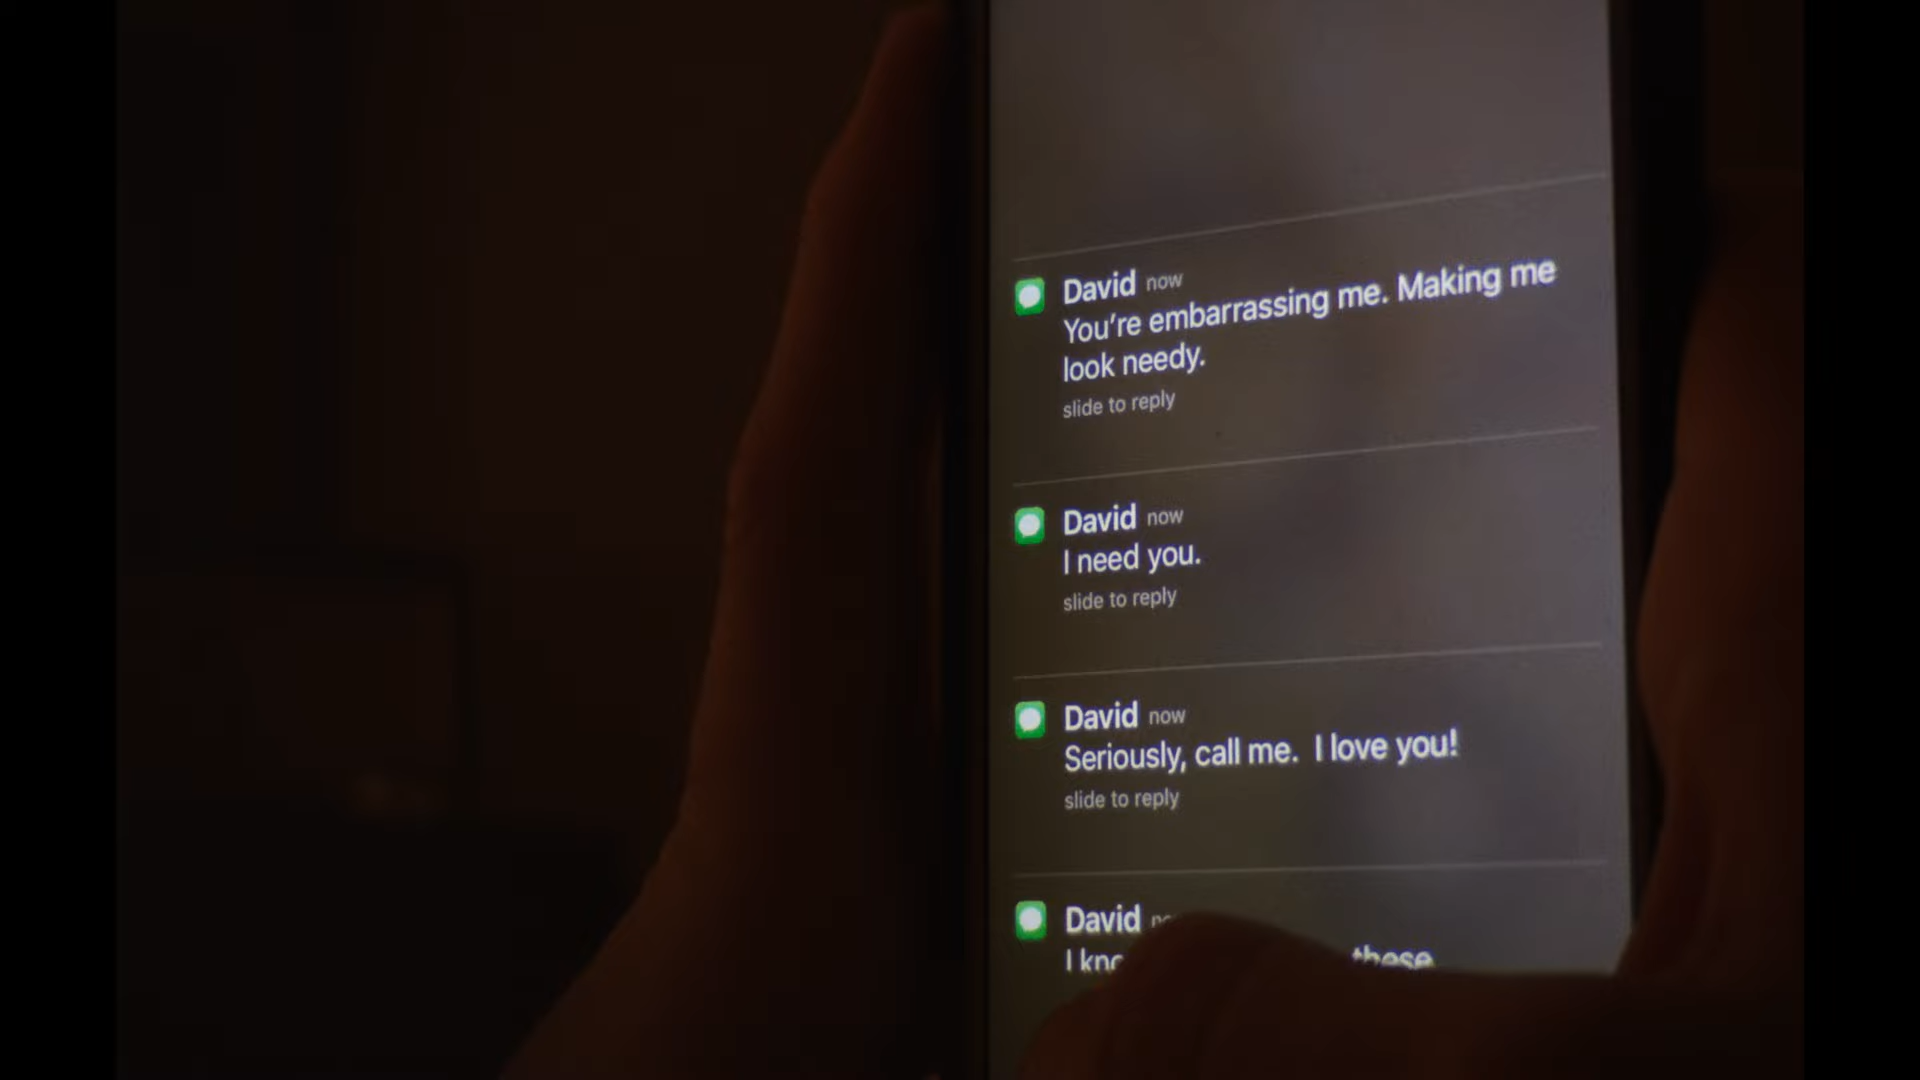 David now
You're embarrassing me. Making me
look needy.
slide to reply
David now
I need you.
slide to reply
David now
Seriously, call me.  I love you!
slide to reply
David
I these